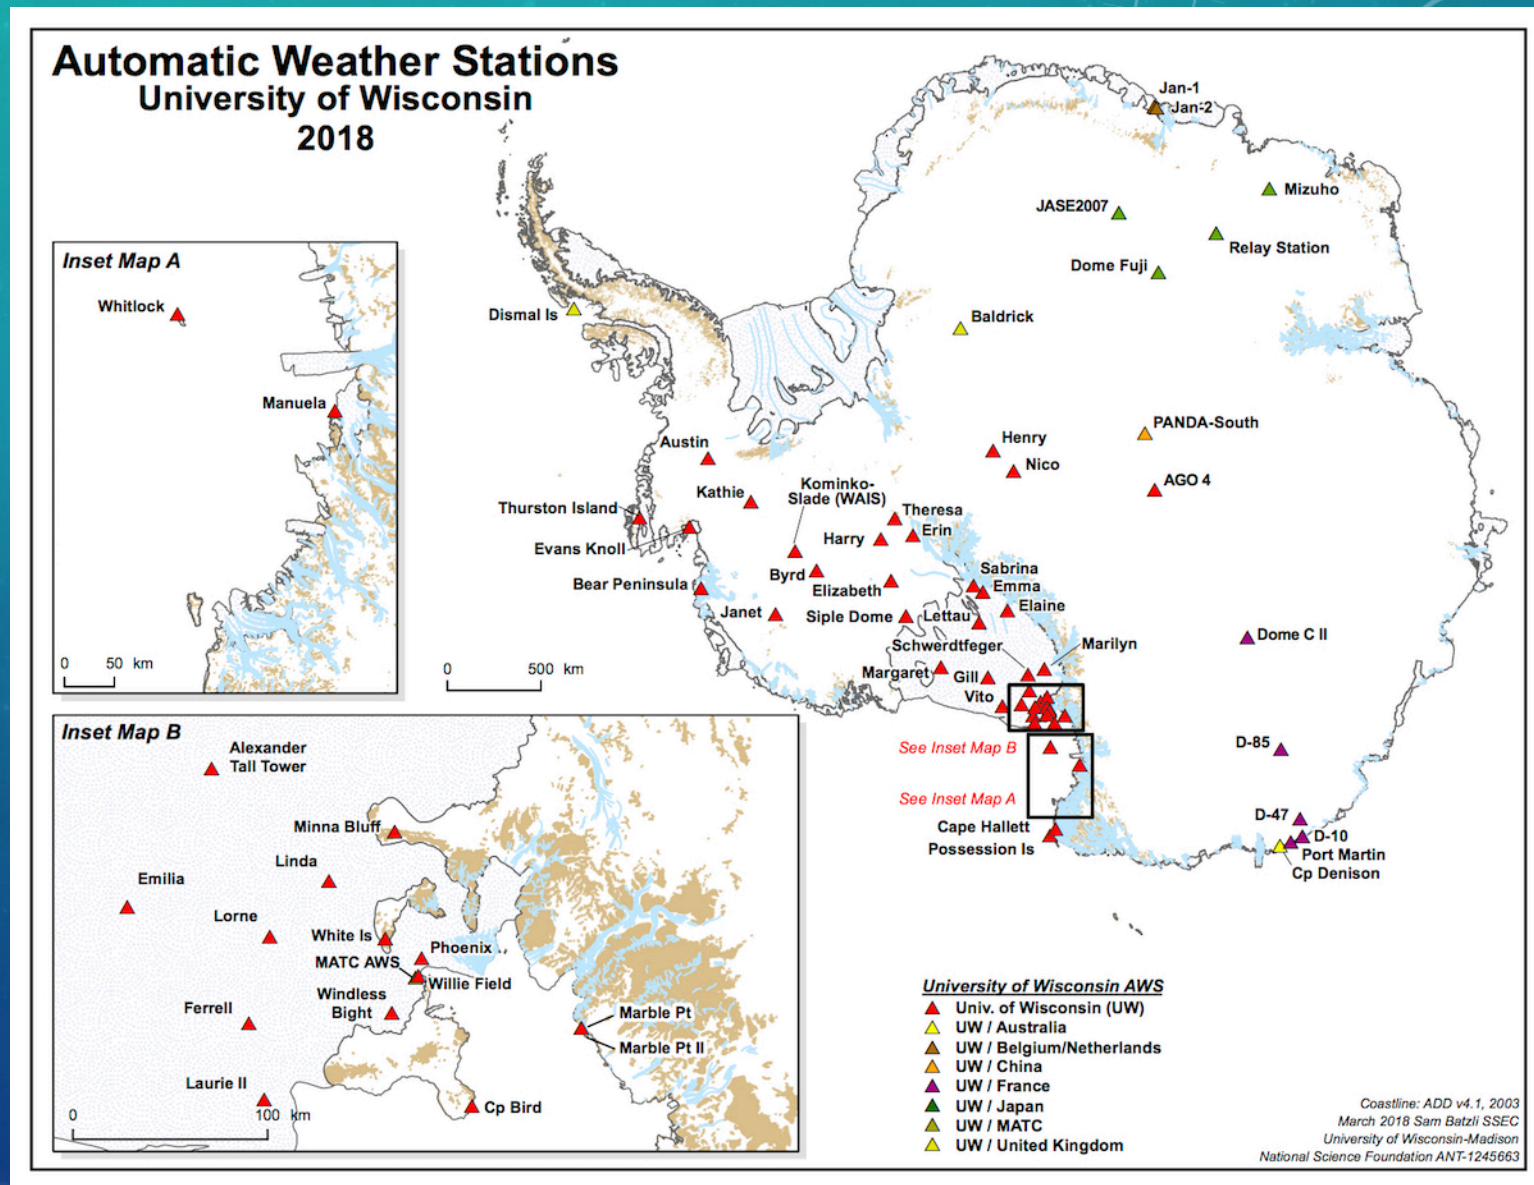 Automatic Weather Stations
University of Wisconsin
2018
Jan-1
Jan-2
Mizuho
JASE2007
Relay Station
Dome Fuji
Dismal Is
Baldrick
PANDA-South
AGO 4
Henry
Nico
Austin
Kathie
Kominko-
Slade (WAIS)
Thurston Island
Evans Knoll
Theresa
Erin
Harry
Bear Peninsula
Byrd
Elizabeth
Sabrina
Emma
Elaine
Janet
Siple Dome
Lettau
Schwerdtfeger
Marilyn
Margaret
Gill
Vito
Dome C II
See Inset Map B
See Inset Map A
Cape Hallett
Possession Is
D-85
D-47
D-10
Port Martin
Cp Denison
0 500 km
Inset Map A
Whitlock
Manuela
0 50 km
Inset Map B
Alexander
Tall Tower
Minna Bluff
Linda
Emilia
Lorne
White Is
Phoenix
MATC AWS
Willie Field
Windless
Bight
Ferrell
Marble Pt
Marble Pt II
Laurie II
Cp Bird
0 100 km
University of Wisconsin AWS
Univ. of Wisconsin (UW)
UW / Australia
UW / Belgium/Netherlands
UW / China
UW / France
UW / Japan
UW / MATC
UW / United Kingdom
Coastline: ADD v4.1, 2003
March 2018 Sam Batzli SSEC
University of Wisconsin-Madison
National Science Foundation ANT-1245663